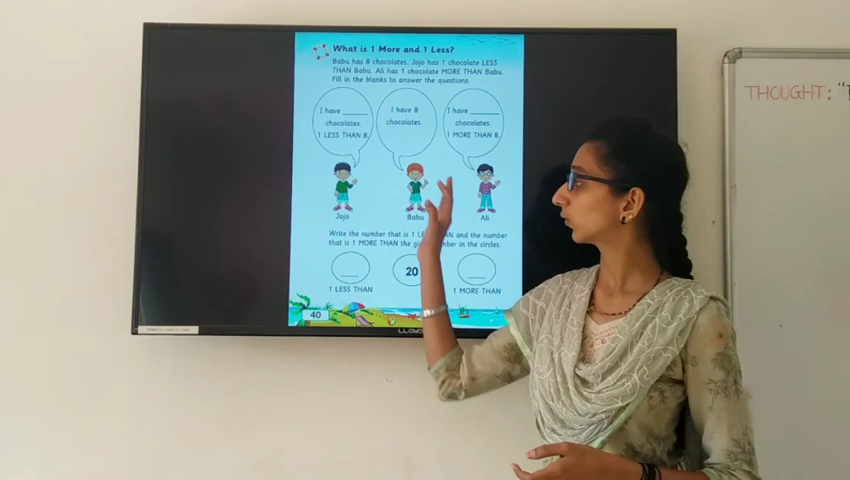 What is 1 More and 1 Less?
Babu has 8 chocolates. Jojo has 1 chocolate LESS
THAN Babu. Ali has 1 chocolate MORE THAN Babu.
Fill in the blanks to answer the questions.
I have ______
chocolates.
1 LESS THAN 8.
I have 8
chocolates.
I have ______
chocolates.
1 MORE THAN 8.
Jojo
Babu
Ali
Write the number that is 1 and the number
that is 1 MORE THAN the in the circles.
___
20
___
1 LESS THAN
1 MORE THAN
40
THOUGHT: "